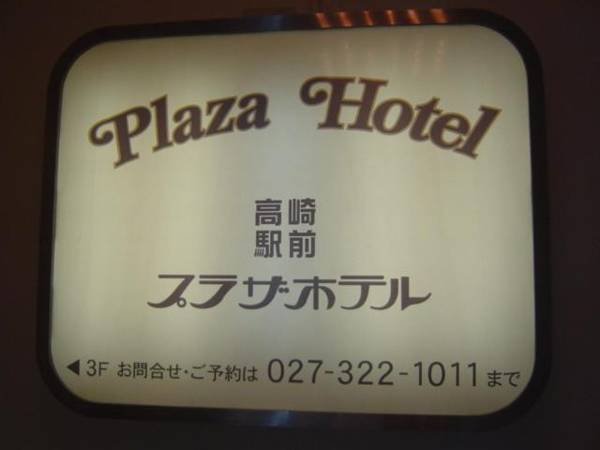 Plaza Hotel
高崎
駅前
プラザホテル
◀ 3F お問合せ・ご予約は 027-322-1011 まで